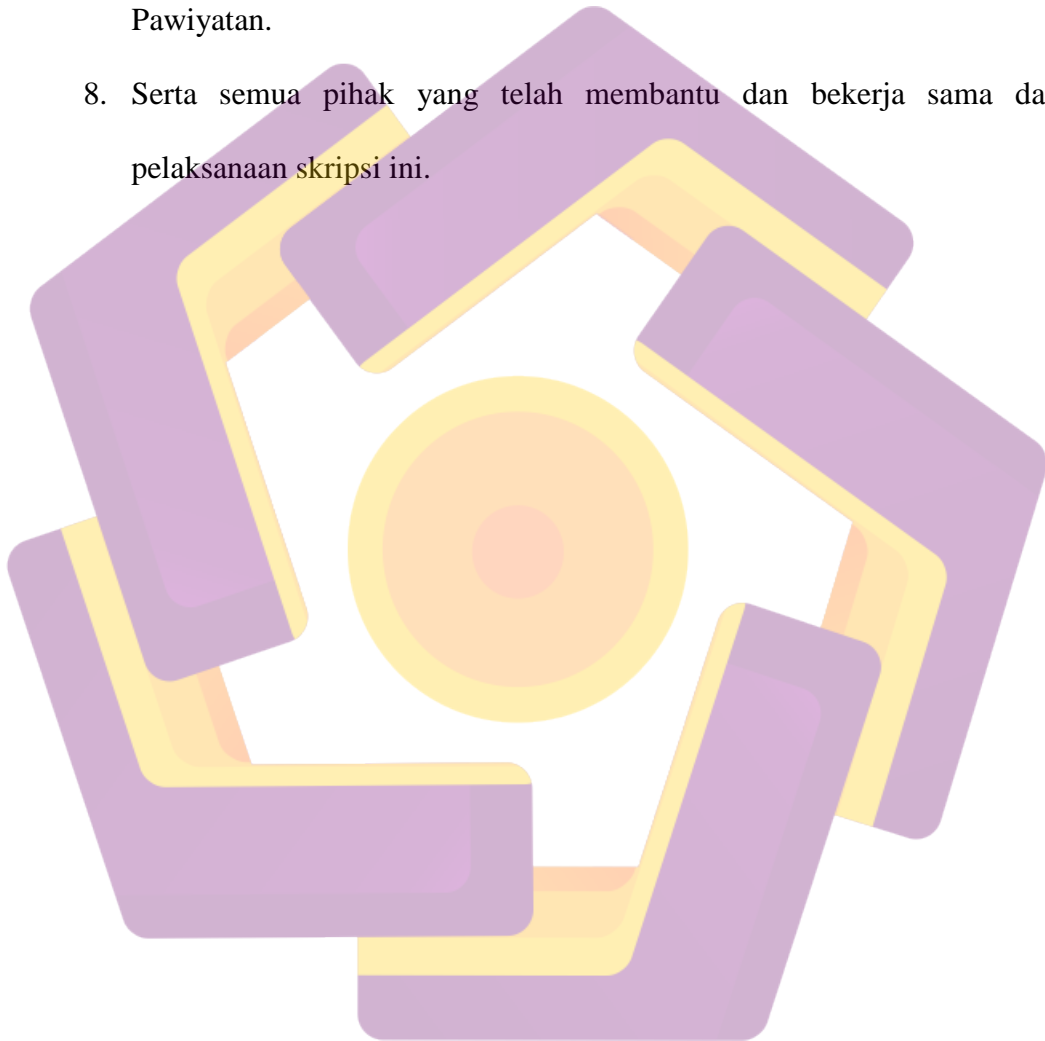 Pawiyatan.
8. Serta semua pihak yang telah membantu dan bekerja sama da
pelaksanaan skripsi ini.